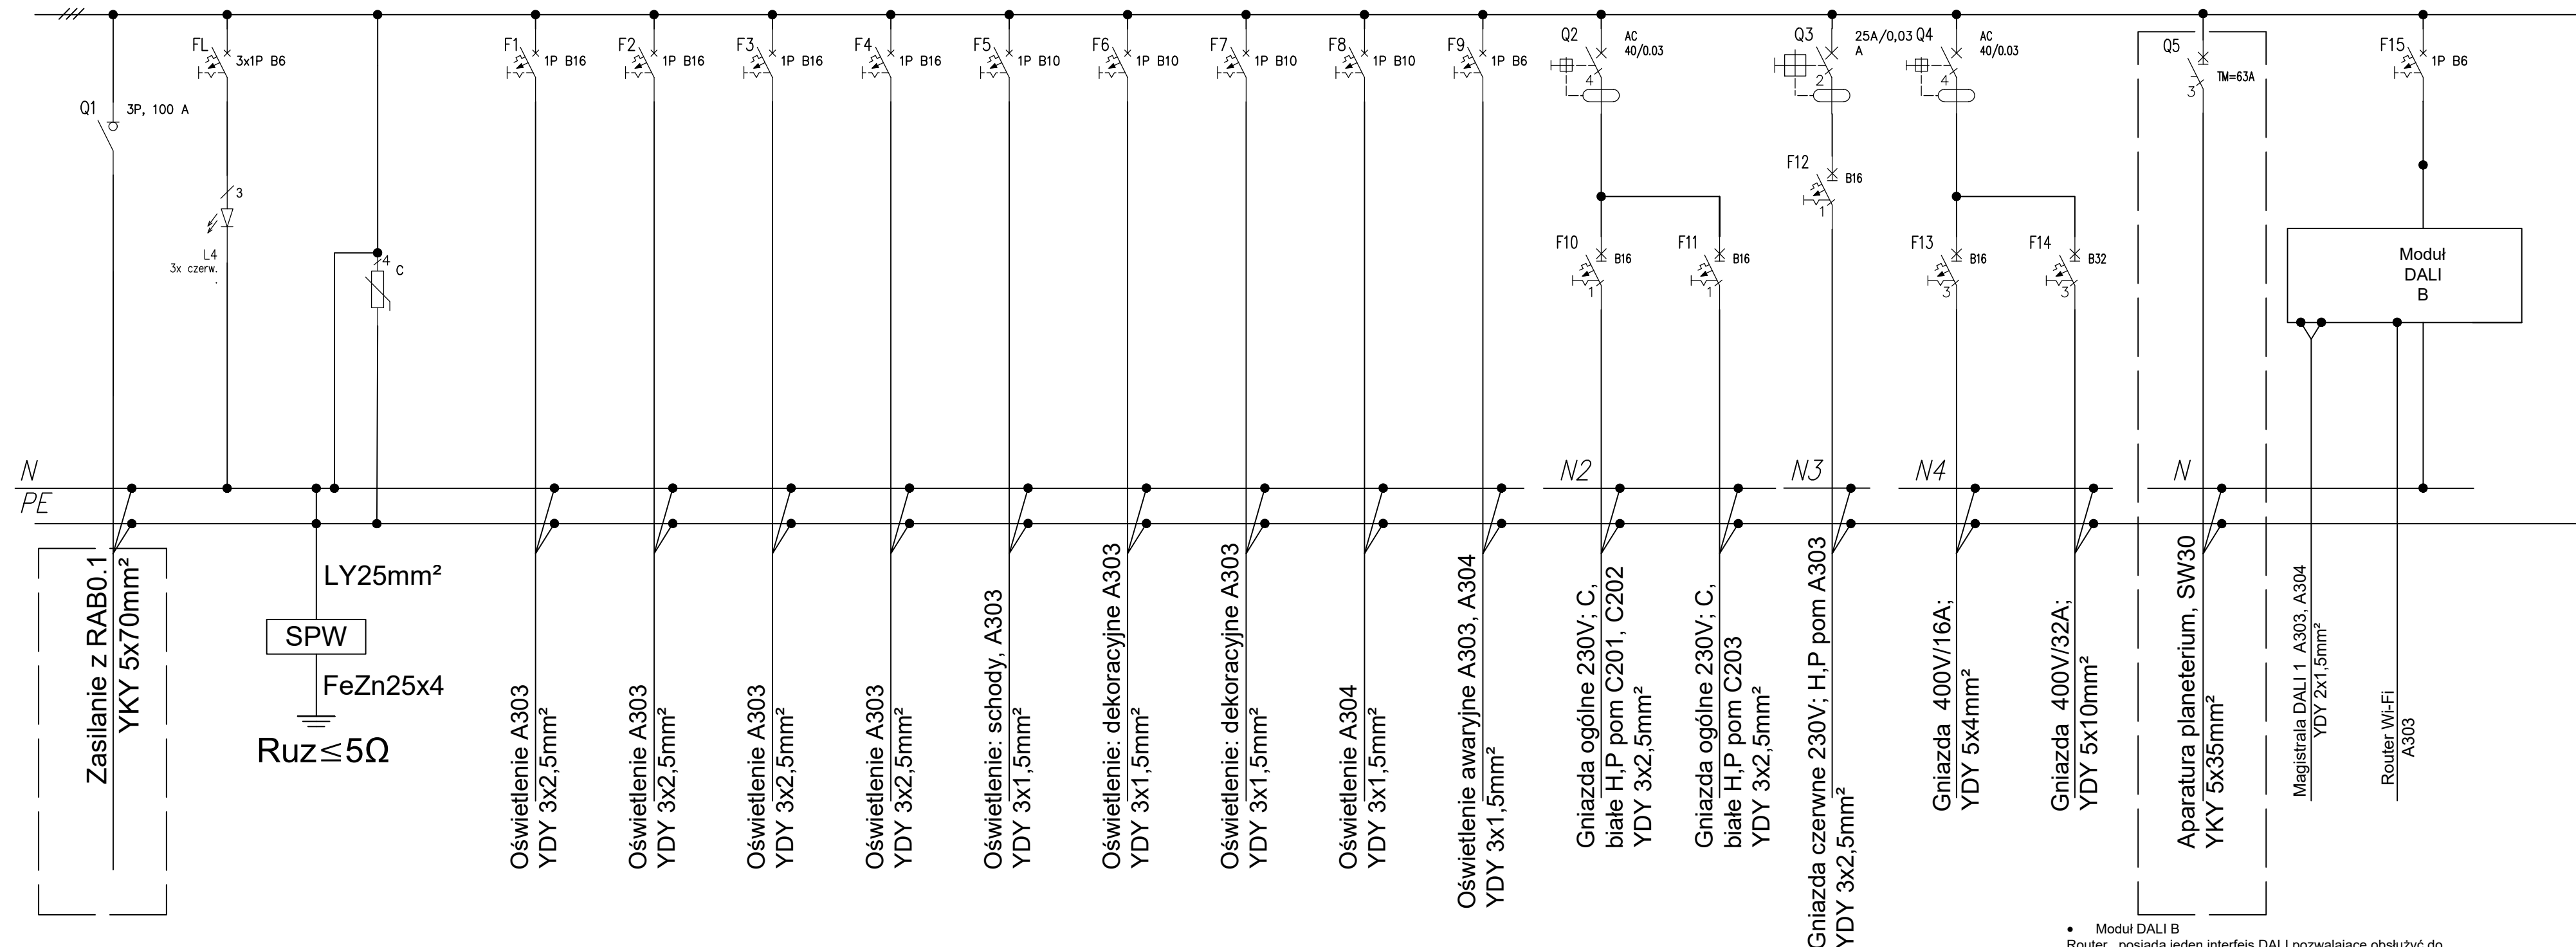 FL
3x1P B6
Q1
3P, 100 A
3
L4
3x czerw.
.
4
C
F1
1P B16
F2
1P B16
F3
1P B16
F4
1P B16
F5
1P B10
F6
1P B10
F7
1P B10
F8
1P B10
F9
1P B6
Q2
AC
40/0.03
4
F10
B16
1
F11
B16
1
Q3
25A/0,03
A
2
F12
B16
1
Q4
AC
40/0.03
4
F13
B16
3
F14
B32
3
Q5
TM=63A
3
F15
1P B6
Moduł
DALI
B
N
PE
N2
N3
N4
N
Zasilanie z RAB0.1
YKY 5x70mm²
LY25mm²
SPW
FeZn25x4
Ruz≤5Ω
Oświetlenie A303
YDY 3x2,5mm²
Oświetlenie A303
YDY 3x2,5mm²
Oświetlenie A303
YDY 3x2,5mm²
Oświetlenie A303
YDY 3x2,5mm²
Oświetlenie: schody, A303
YDY 3x1,5mm²
Oświetlenie: dekoracyjne A303
YDY 3x1,5mm²
Oświetlenie: dekoracyjne A303
YDY 3x1,5mm²
Oświetlenie A304
YDY 3x1,5mm²
Oświetlenie awaryjne A303, A304
YDY 3x1,5mm²
Gniazda ogólne 230V; C,
białe H,P pom C201, C202
YDY 3x2,5mm²
Gniazda ogólne 230V; C,
białe H,P pom C203
YDY 3x2,5mm²
Gniazda czerwne 230V; H,P pom A303
YDY 3x2,5mm²
Gniazda 400V/16A;
YDY 5x4mm²
Gniazda 400V/32A;
YDY 5x10mm²
Aparatura planeterium, SW30
YKY 5x35mm²
Magistrala DALI 1 A303, A304
YDY 2x1,5mm²
Router Wi-Fi
A303
• Moduł DALI B
Router posiada jeden interfejs DALI pozwalające obsłużyć do